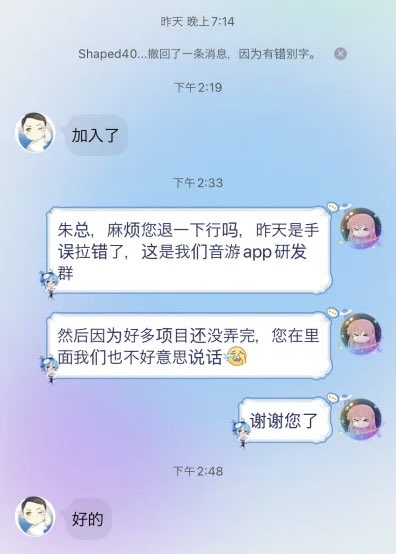 昨天 晚上7:14
Shaped40...撤回了一条消息，因为有错别字。
下午2:19
加入了
下午2:33
朱总，麻烦您退一下行吗，昨天是手
误拉错了，这是我们音游app研发
群
然后因为好多项目还没弄完，您在里
面我们也不好意思说话
谢谢您了
下午2:48
好的